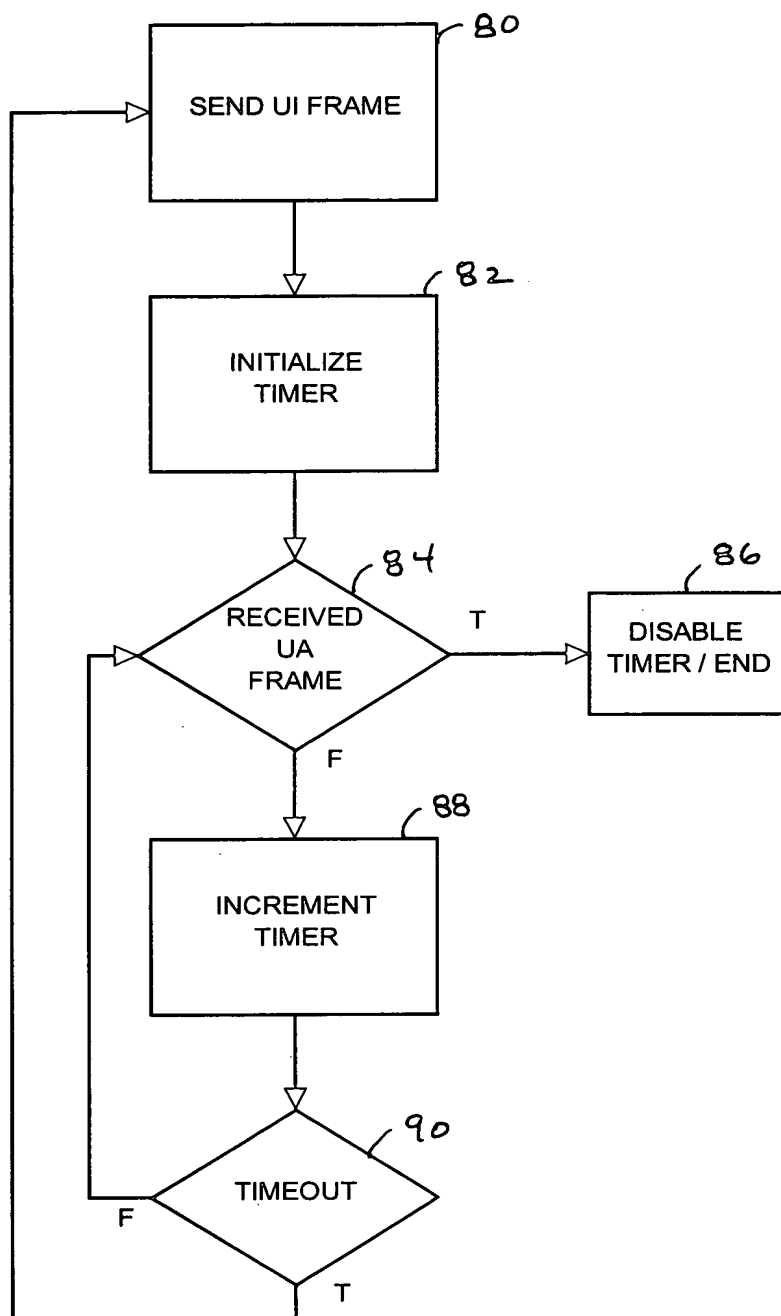 80
SEND UI FRAME
82
INITIALIZE
TIMER
84
RECEIVED
UA
FRAME
T
86
DISABLE
TIMER / END
F
88
INCREMENT
TIMER
90
TIMEOUT
F
T